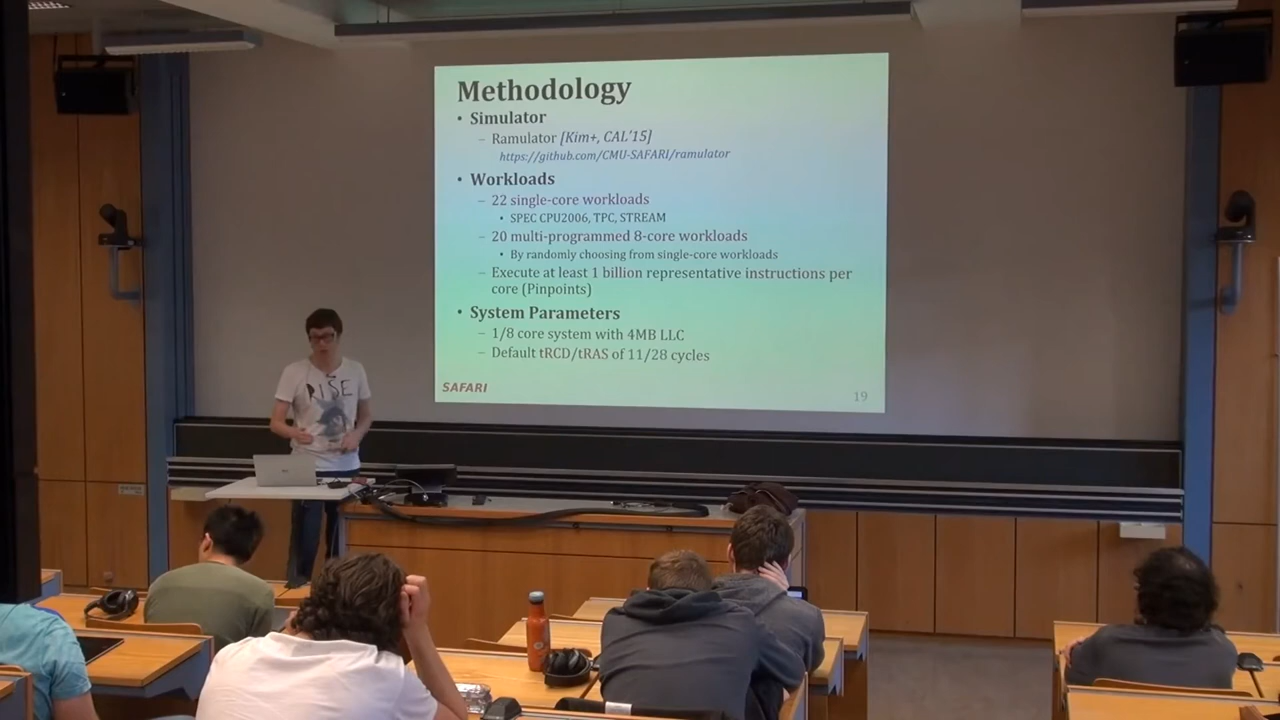 Methodology
• Simulator
– Ramulator [Kim+, CAL'15]
https://github.com/CMU-SAFARI/ramulator
• Workloads
– 22 single-core workloads
• SPEC CPU2006, TPC, STREAM
– 20 multi-programmed 8-core workloads
• By randomly choosing from single-core workloads
– Execute at least 1 billion representative instructions per
core (Pinpoints)
• System Parameters
– 1/8 core system with 4MB LLC
– Default tRCD/tRAS of 11/28 cycles
SAFARI
19
RISE